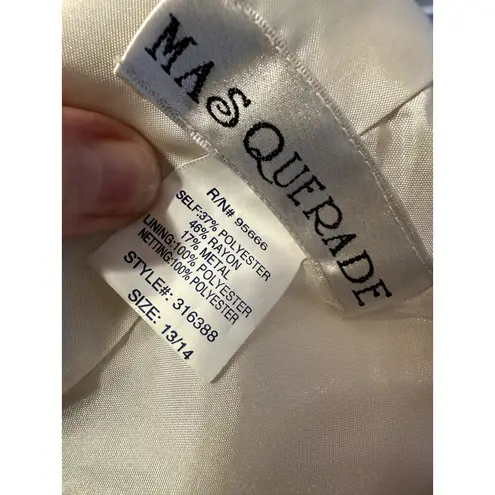 MASQUERADE
R/N# 95666
SELF:37% POLYESTER
46% RAYON
17% METAL
LINING:100% POLYESTER
NETTING:100% POLYESTER
STYLE#: 316388
SIZE: 13/14